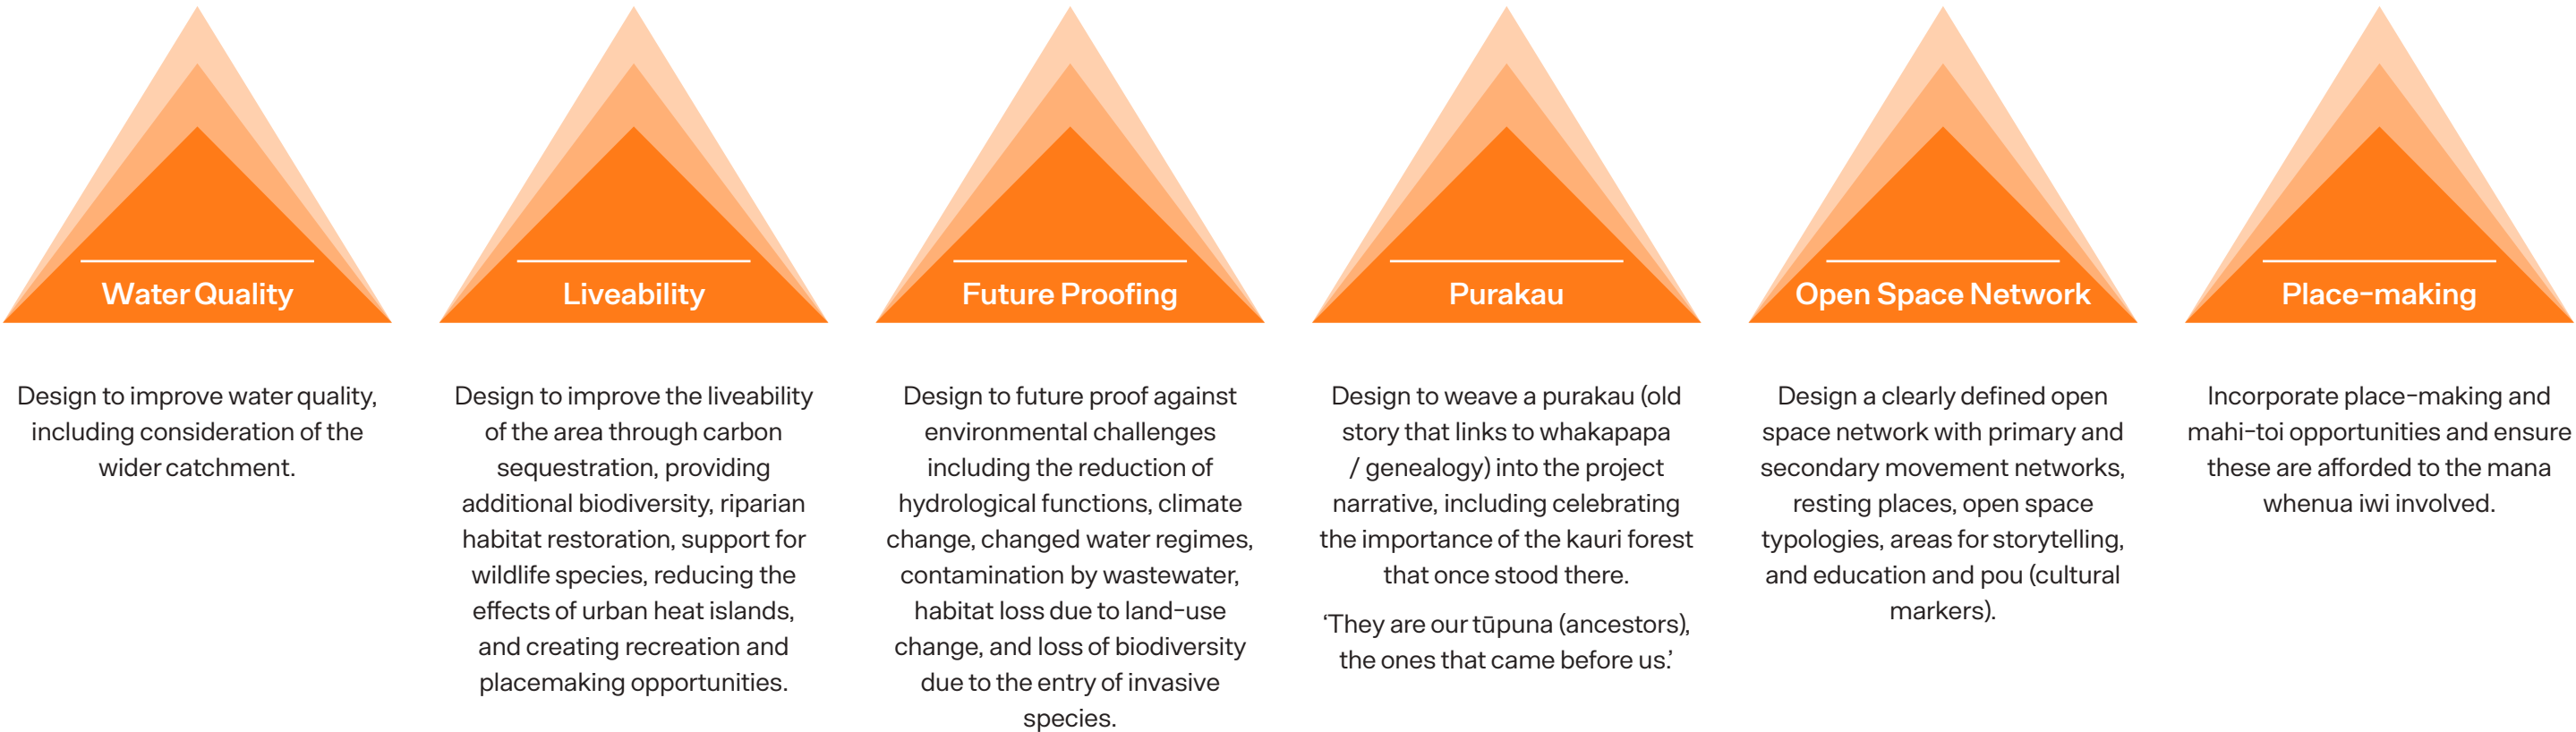 Water Quality
Design to improve water quality,
including consideration of the
wider catchment.
Liveability
Design to improve the liveability
of the area through carbon
sequestration, providing
additional biodiversity, riparian
habitat restoration, support for
wildlife species, reducing the
effects of urban heat islands,
and creating recreation and
placemaking opportunities.
Future Proofing
Design to future proof against
environmental challenges
including the reduction of
hydrological functions, climate
change, changed water regimes,
contamination by wastewater,
habitat loss due to land-use
change, and loss of biodiversity
due to the entry of invasive
species.
Purakau
Design to weave a purakau (old
story that links to whakapapa
/ genealogy) into the project
narrative, including celebrating
the importance of the kauri forest
that once stood there.
‘They are our tūpuna (ancestors),
the ones that came before us.’
Open Space Network
Design a clearly defined open
space network with primary and
secondary movement networks,
resting places, open space
typologies, areas for storytelling,
and education and pou (cultural
markers).
Place-making
Incorporate place-making and
mahi-toi opportunities and ensure
these are afforded to the mana
whenua iwi involved.